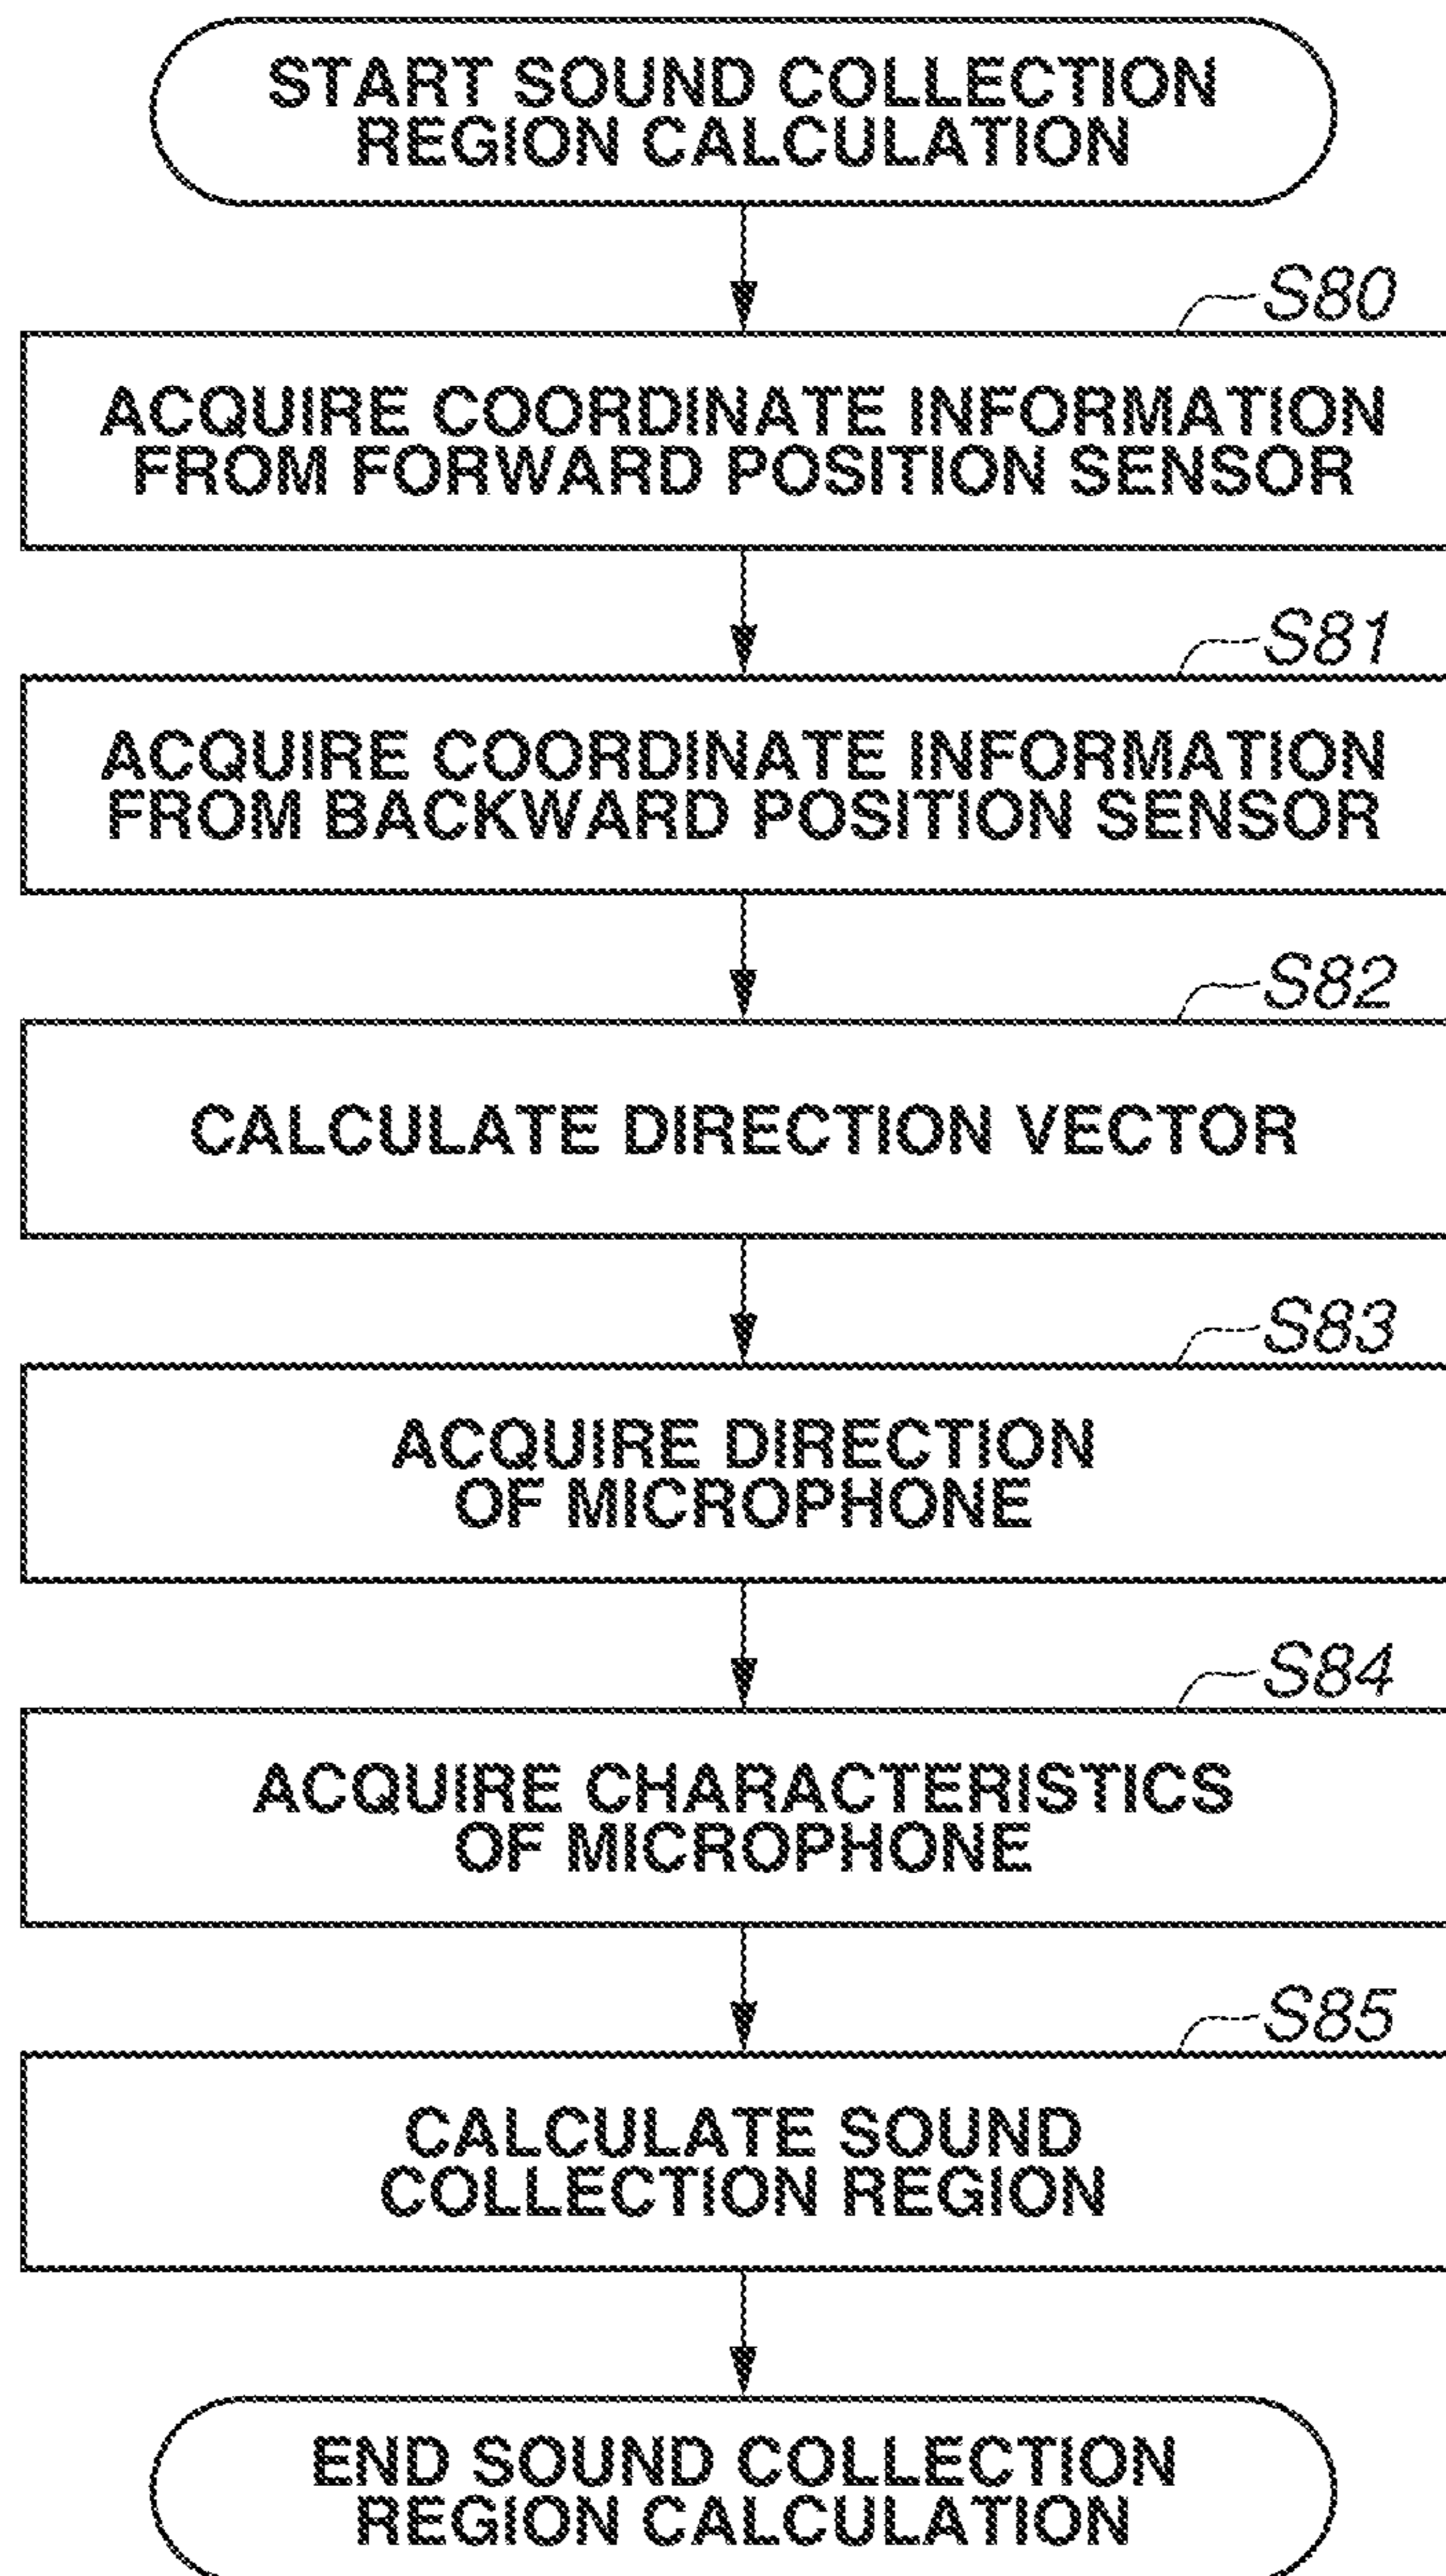 START SOUND COLLECTION
REGION CALCULATION
S80
ACQUIRE COORDINATE INFORMATION
FROM FORWARD POSITION SENSOR
S81
ACQUIRE COORDINATE INFORMATION
FROM BACKWARD POSITION SENSOR
S82
CALCULATE DIRECTION VECTOR
S83
ACQUIRE DIRECTION
OF MICROPHONE
S84
ACQUIRE CHARACTERISTICS
OF MICROPHONE
S85
CALCULATE SOUND
COLLECTION REGION
END SOUND COLLECTION
REGION CALCULATION